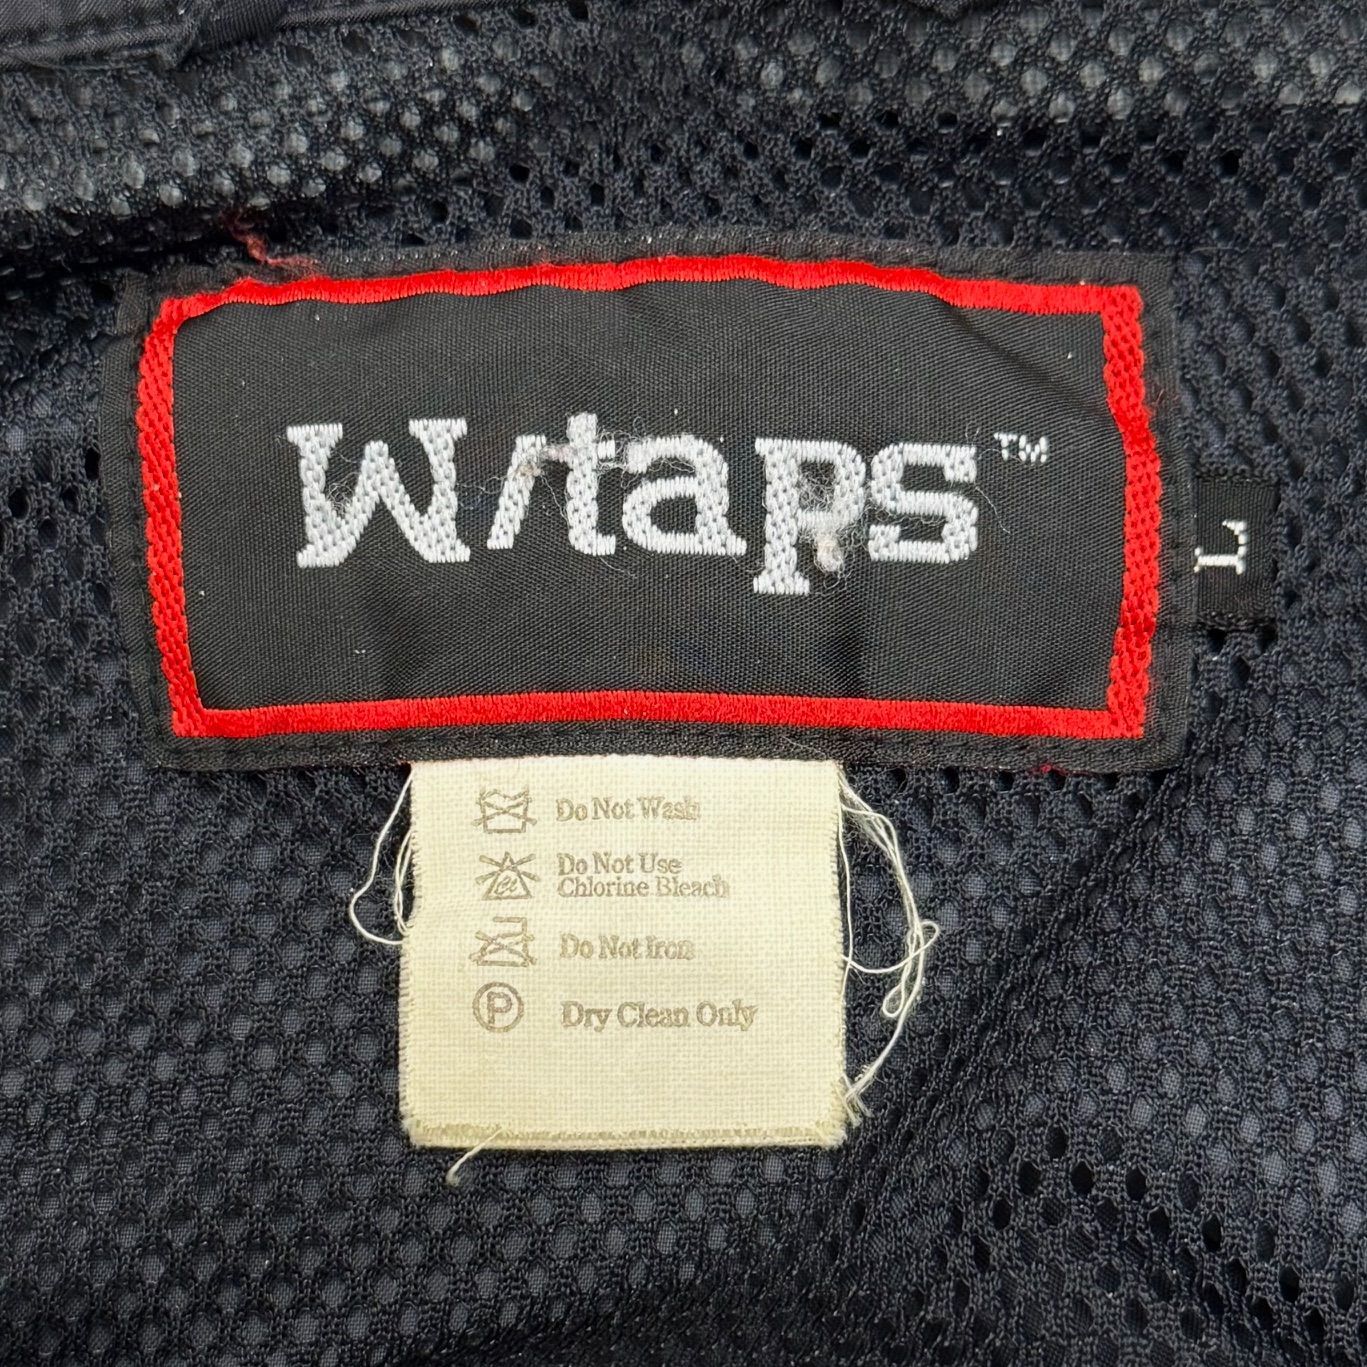 W/taps™
L
Do Not Wash
Do Not Use
Chlorine Bleach
Do Not Iron
P
Dry Clean Only